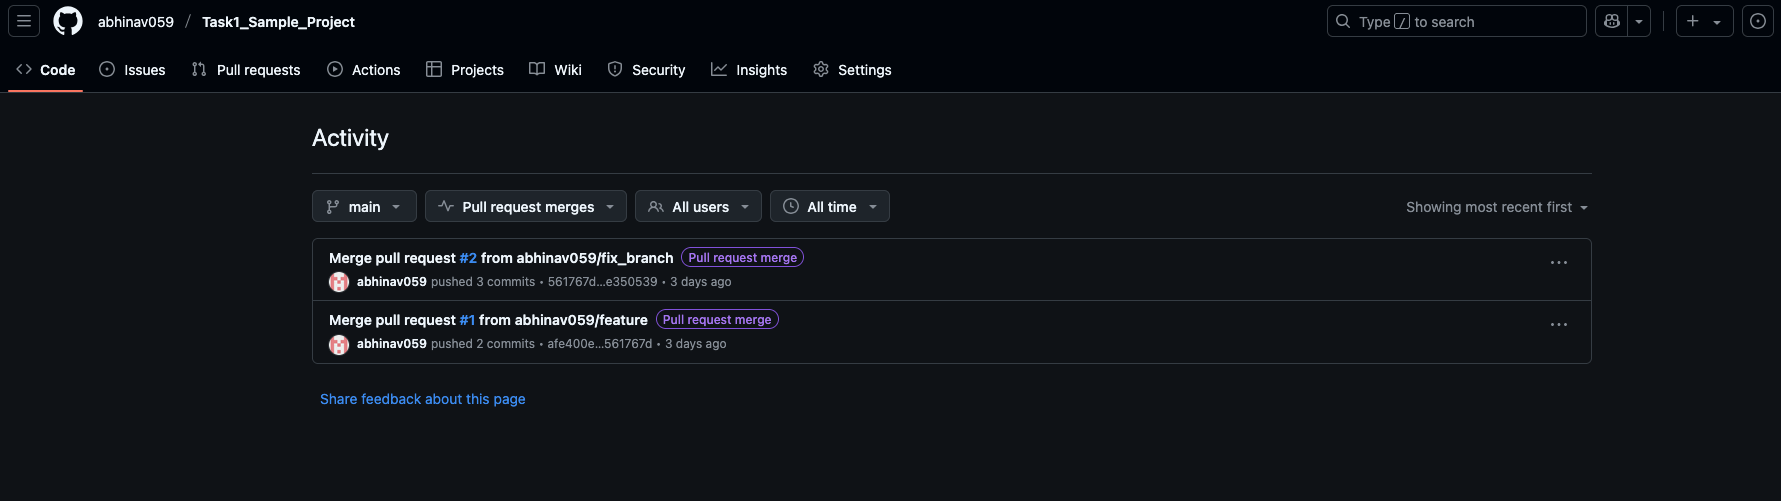 abhinav059 / Task1_Sample_Project
Type / to search
Code Issues Pull requests Actions Projects Wiki Security Insights Settings
Activity
main Pull request merges All users All time Showing most recent first
Merge pull request #2 from abhinav059/fix_branch Pull request merge
abhinav059 pushed 3 commits • 561767d...e350539 • 3 days ago
Merge pull request #1 from abhinav059/feature Pull request merge
abhinav059 pushed 2 commits • afe400e...561767d • 3 days ago
Share feedback about this page